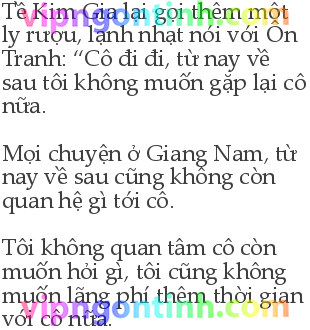 Tề Kim Gia lại gọi thêm một
ly rượu, lạnh nhạt nói với Ôn
Tranh: “Cô đi đi, từ nay về
sau tôi không muốn gặp lại cô
nữa.
Mọi chuyện ở Giang Nam, từ
nay về sau cũng không còn
quan hệ gì tới cô.
Tôi không quan tâm cô còn
muốn hỏi gì, tôi cũng không
muốn lãng phí thêm thời gian
với cô nữa.
vipngontinh.com
vipngontinh.com